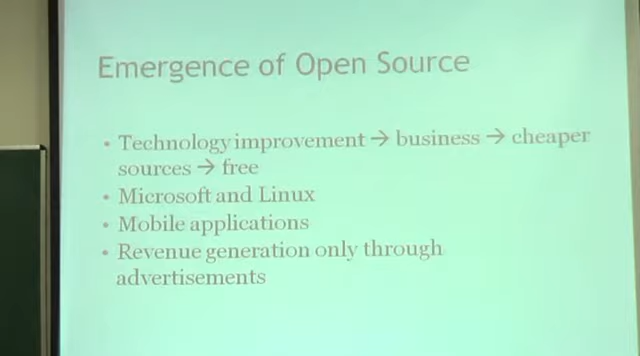 Emergence of Open Source
• Technology improvement → business → cheaper
sources → free
• Microsoft and Linux
• Mobile applications
• Revenue generation only through
advertisements